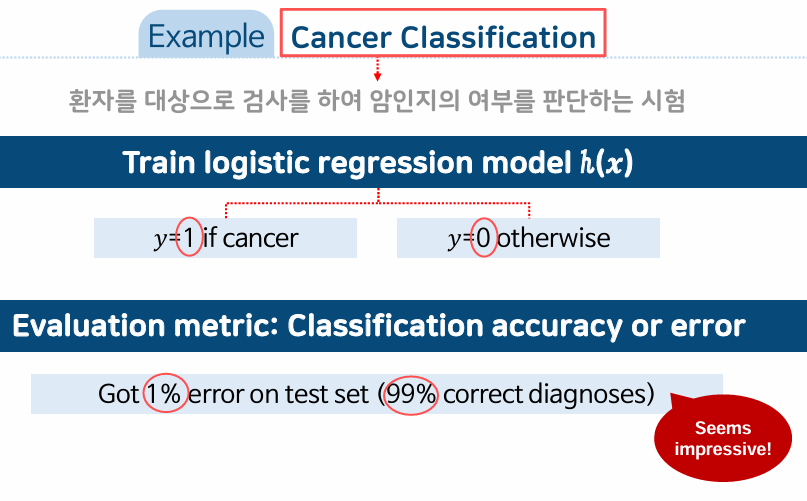 Example Cancer Classification
환자를 대상으로 검사를 하여 암인지의 여부를 판단하는 시험
Train logistic regression model ℎ(𝑥)
𝑦=1 if cancer
𝑦=0 otherwise
Evaluation metric: Classification accuracy or error
Got 1% error on test set (99% correct diagnoses)
Seems
impressive!